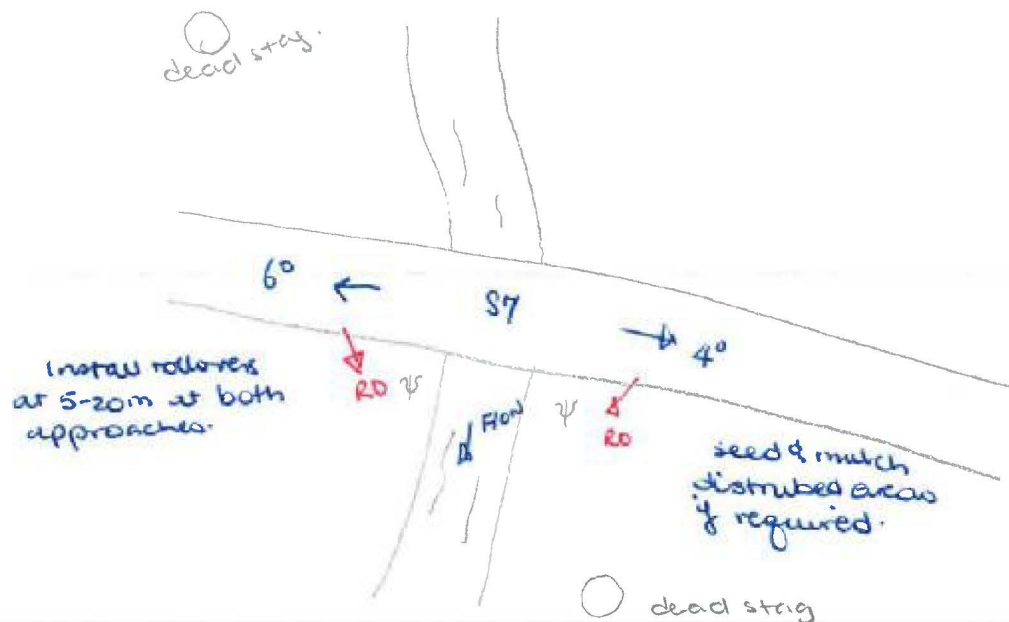 dead stag.
6°
S7
4°
Install rollovers
at 5-20m at both
approaches.
RO
Flow
RO
seed & mulch
distrubed areas
if required.
dead stag